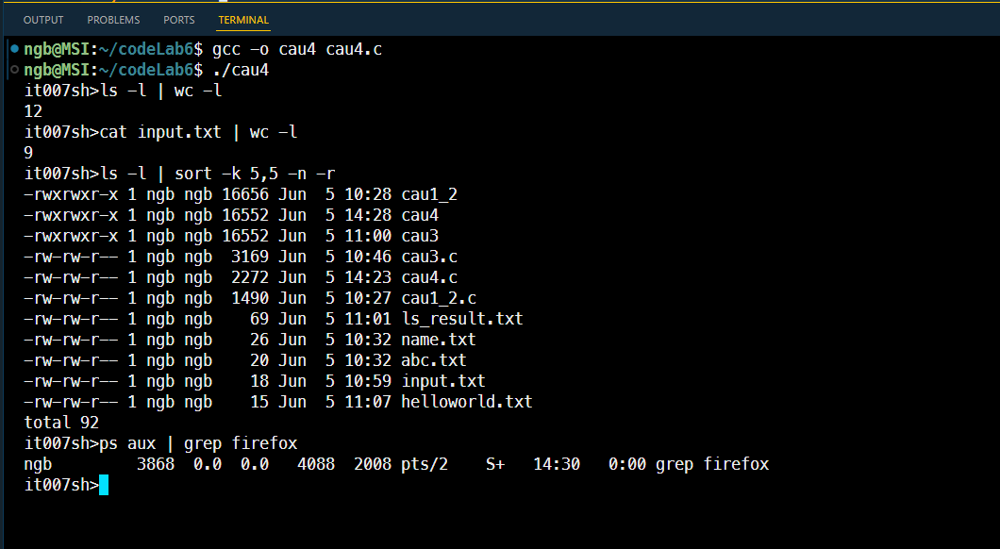 OUTPUT PROBLEMS PORTS TERMINAL
ngb@MSI:~/codeLab6$ gcc -o cau4 cau4.c
ngb@MSI:~/codeLab6$ ./cau4
it007sh>ls -l | wc -l
12
it007sh>cat input.txt | wc -l
9
it007sh>ls -l | sort -k 5,5 -n -r
-rwxrwxr-x 1 ngb ngb 16656 Jun  5 10:28 cau1_2
-rwxrwxr-x 1 ngb ngb 16552 Jun  5 14:28 cau4
-rwxrwxr-x 1 ngb ngb 16552 Jun  5 11:00 cau3
-rw-rw-r-- 1 ngb ngb  3169 Jun  5 10:46 cau3.c
-rw-rw-r-- 1 ngb ngb  2272 Jun  5 14:23 cau4.c
-rw-rw-r-- 1 ngb ngb  1490 Jun  5 10:27 cau1_2.c
-rw-rw-r-- 1 ngb ngb    69 Jun  5 11:01 ls_result.txt
-rw-rw-r-- 1 ngb ngb    26 Jun  5 10:32 name.txt
-rw-rw-r-- 1 ngb ngb    20 Jun  5 10:32 abc.txt
-rw-rw-r-- 1 ngb ngb    18 Jun  5 10:59 input.txt
-rw-rw-r-- 1 ngb ngb    15 Jun  5 11:07 helloworld.txt
total 92
it007sh>ps aux | grep firefox
ngb         3868  0.0  0.0   4088  2008 pts/2    S+   14:30   0:00 grep firefox
it007sh>